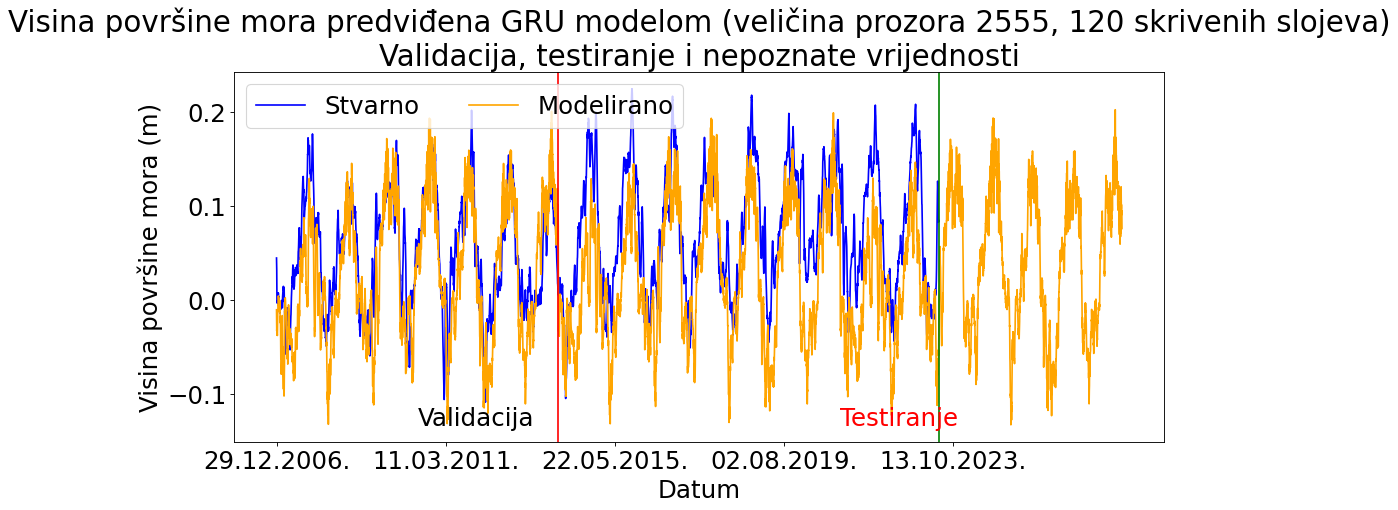 Visina površine mora predviđena GRU modelom (veličina prozora 2555, 120 skrivenih slojeva)
Validacija, testiranje i nepoznate vrijednosti
Stvarno
Modelirano
Visina površine mora (m)
0.2
0.1
0.0
−0.1
Validacija
Testiranje
29.12.2006.
11.03.2011.
22.05.2015.
02.08.2019.
13.10.2023.
Datum